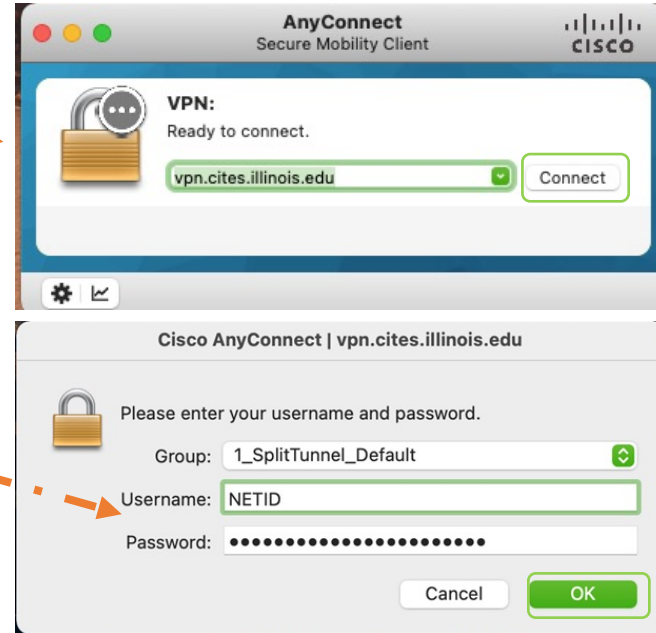 AnyConnect
Secure Mobility Client
CISCO
VPN:
Ready to connect.
vpn.cites.illinois.edu
Connect
Cisco AnyConnect | vpn.cites.illinois.edu
Please enter your username and password.
Group: 1_SplitTunnel_Default
Username: NETID
Password: ••••••••••••••••••••••••
Cancel OK